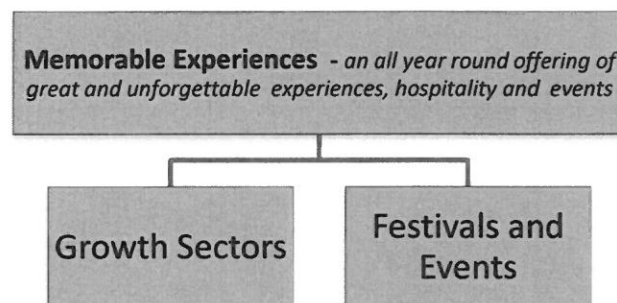 Memorable Experiences - an all year round offering of
great and unforgettable experiences, hospitality and events
Growth Sectors
Festivals and
Events